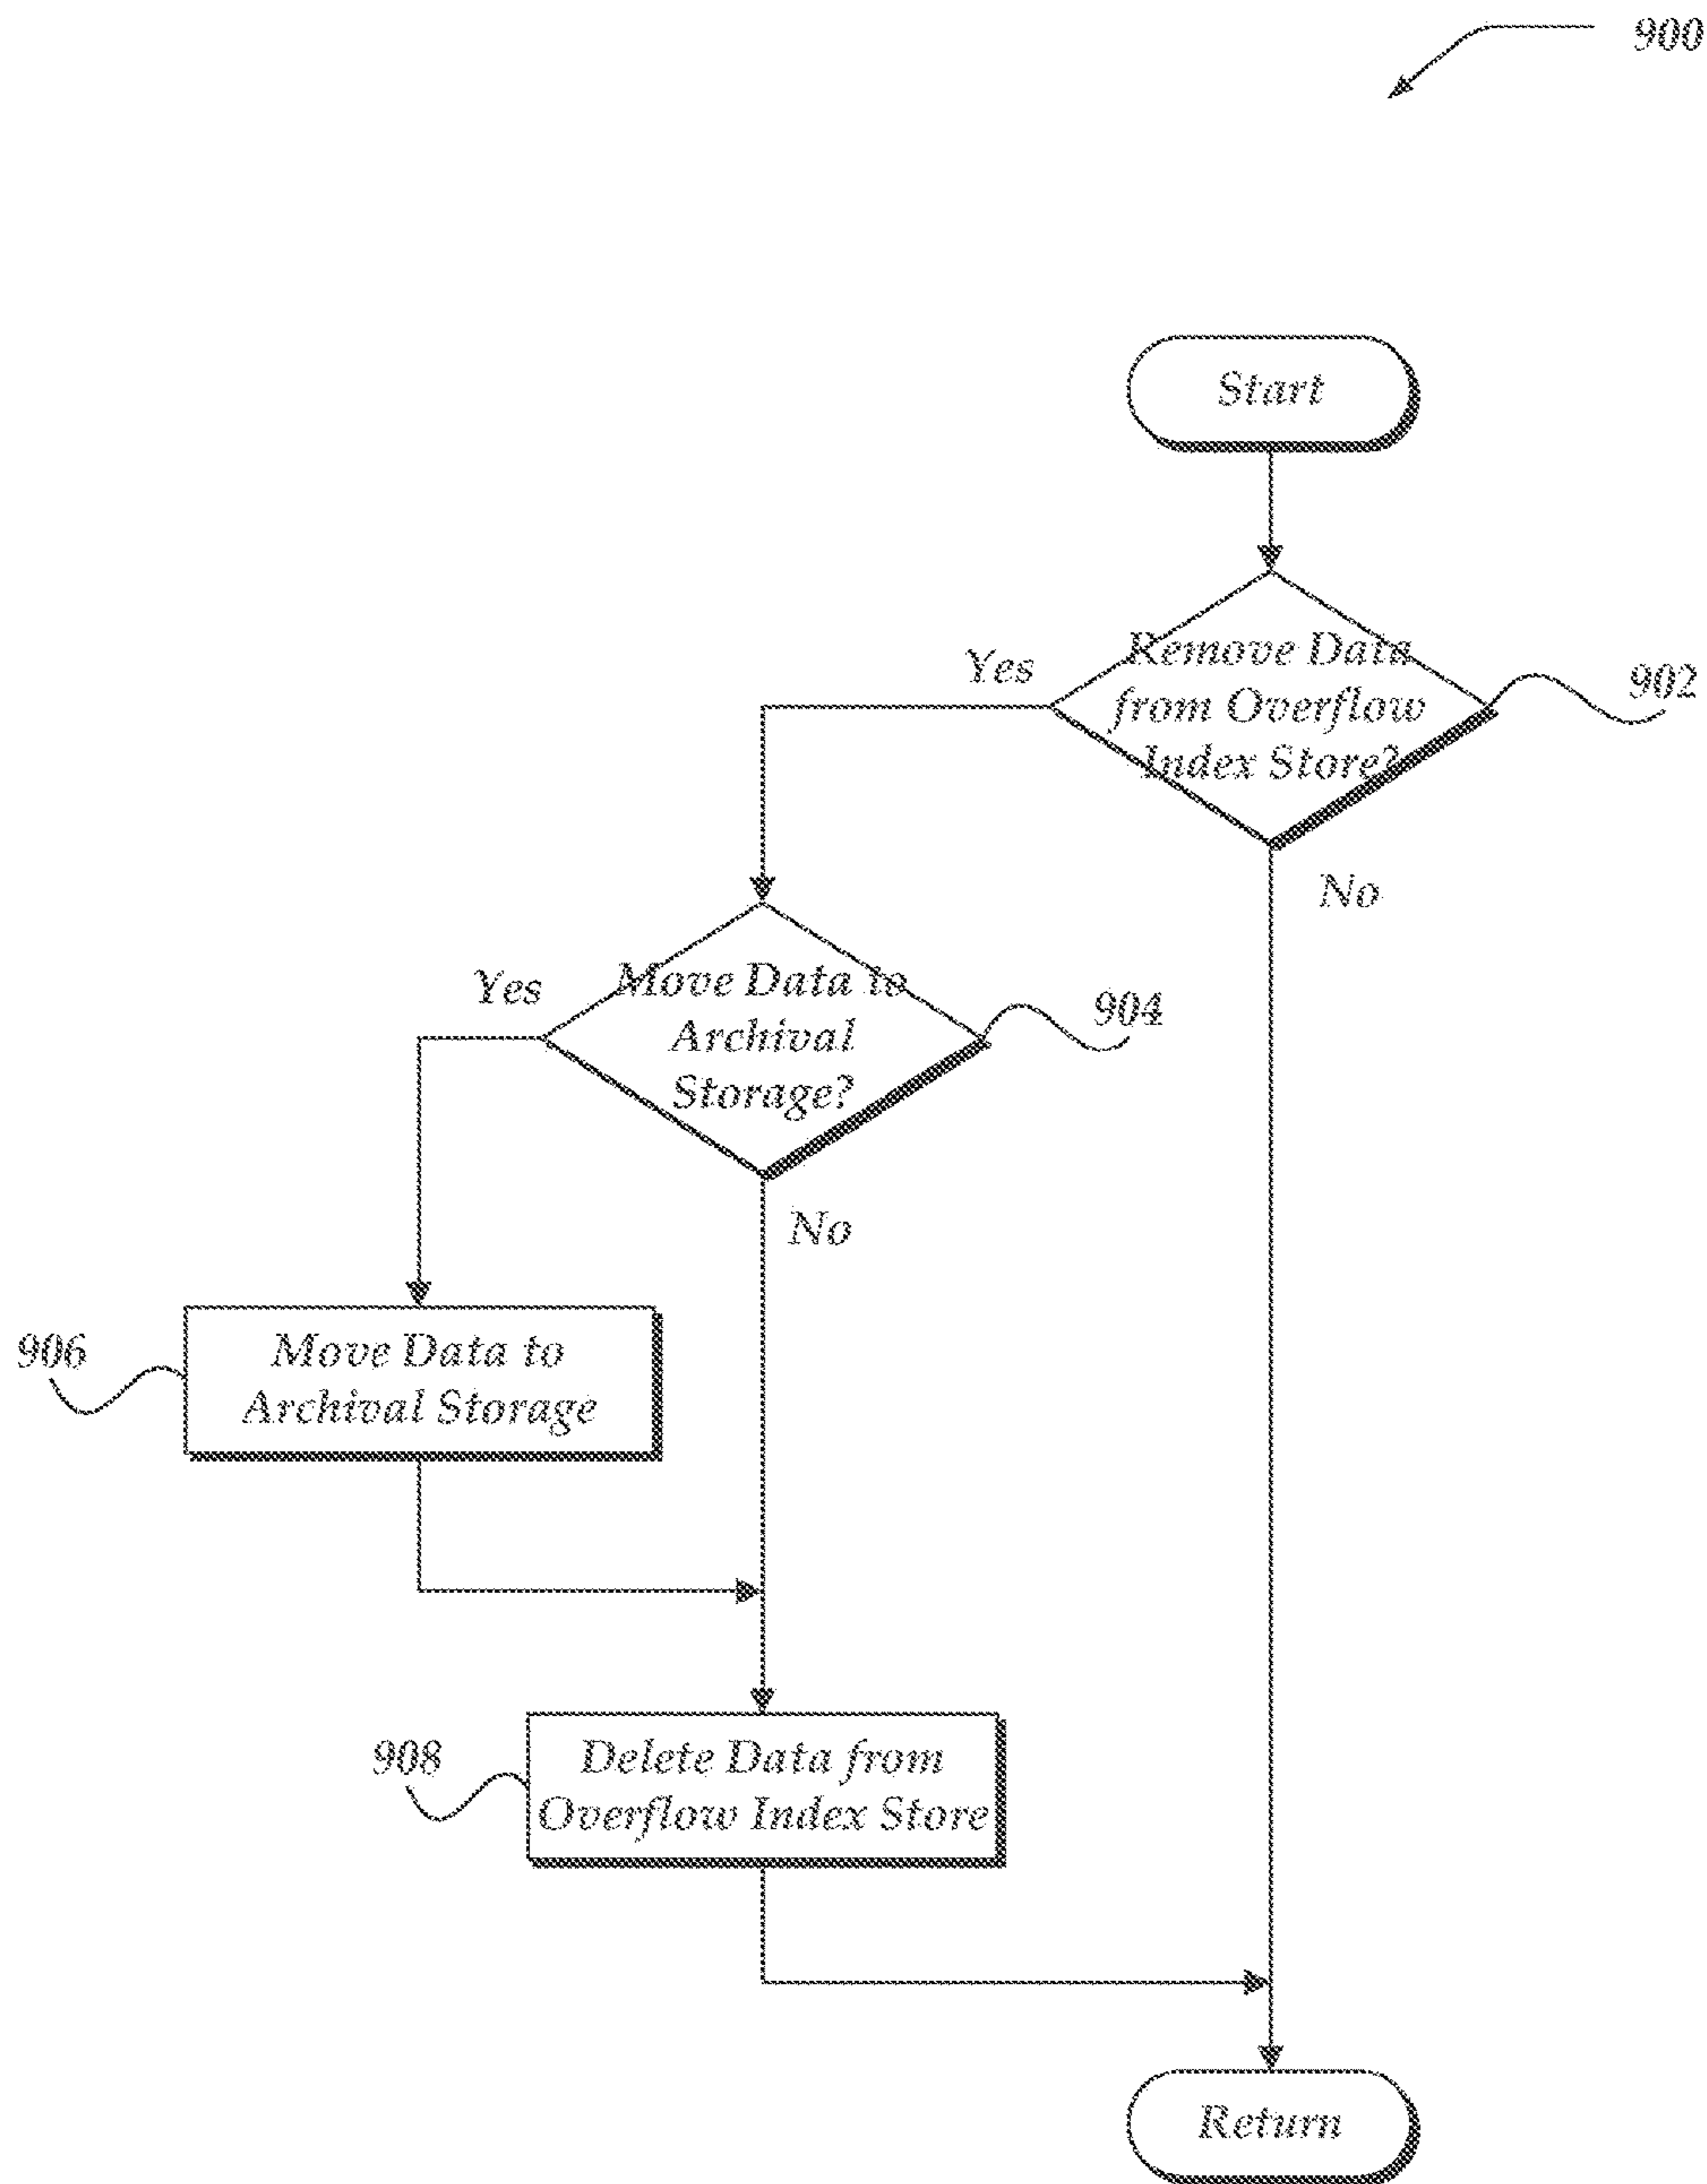 900
Start
Remove Data
from Overflow
Index Store?
902
Yes
No
Move Data to
Archival
Storage?
904
Yes
No
906
Move Data to
Archival Storage
908
Delete Data from
Overflow Index Store
Return